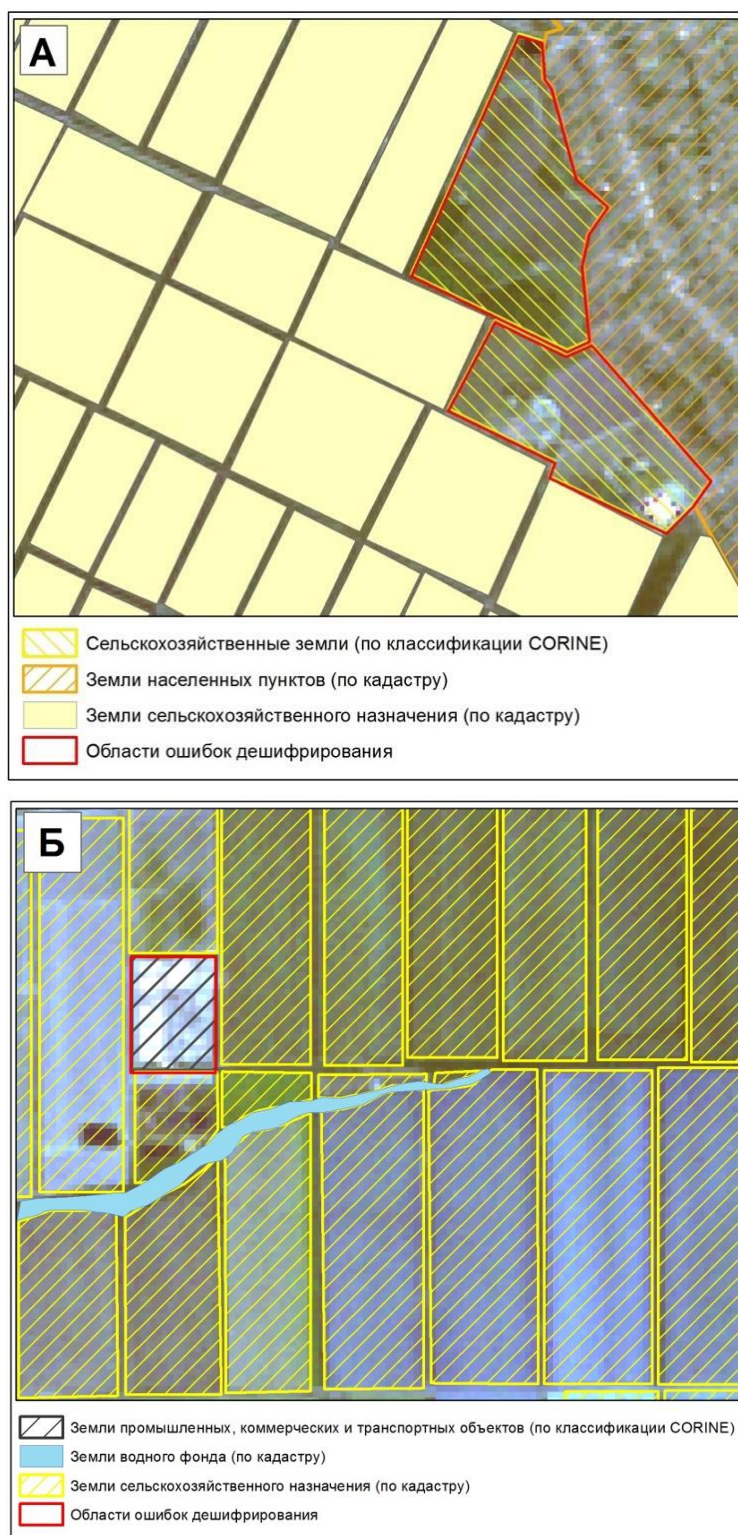 А
Сельскохозяйственные земли (по классификации CORINE)
Земли населенных пунктов (по кадастру)
Земли сельскохозяйственного назначения (по кадастру)
Области ошибок дешифрирования
Б
Земли промышленных, коммерческих и транспортных объектов (по классификации CORINE)
Земли водного фонда (по кадастру)
Земли сельскохозяйственного назначения (по кадастру)
Области ошибок дешифрирования